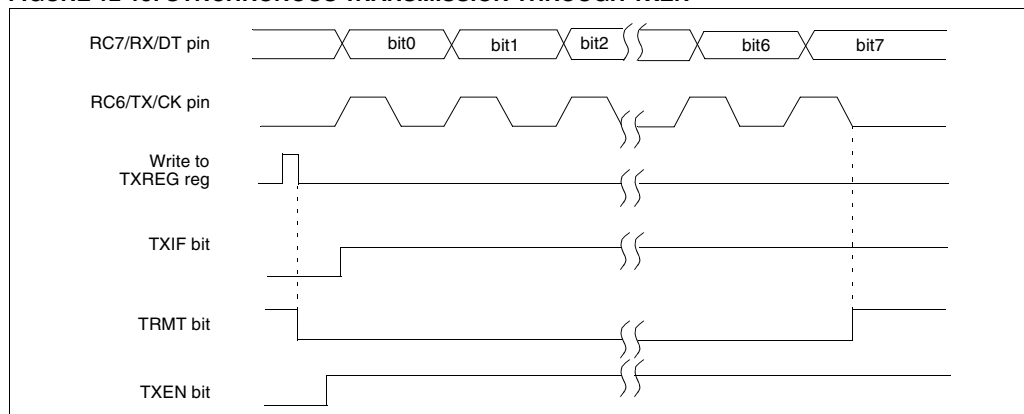 RC7/RX/DT pin
bit0 bit1 bit2 bit6 bit7
RC6/TX/CK pin
Write to
TXREG reg
TXIF bit
TRMT bit
TXEN bit